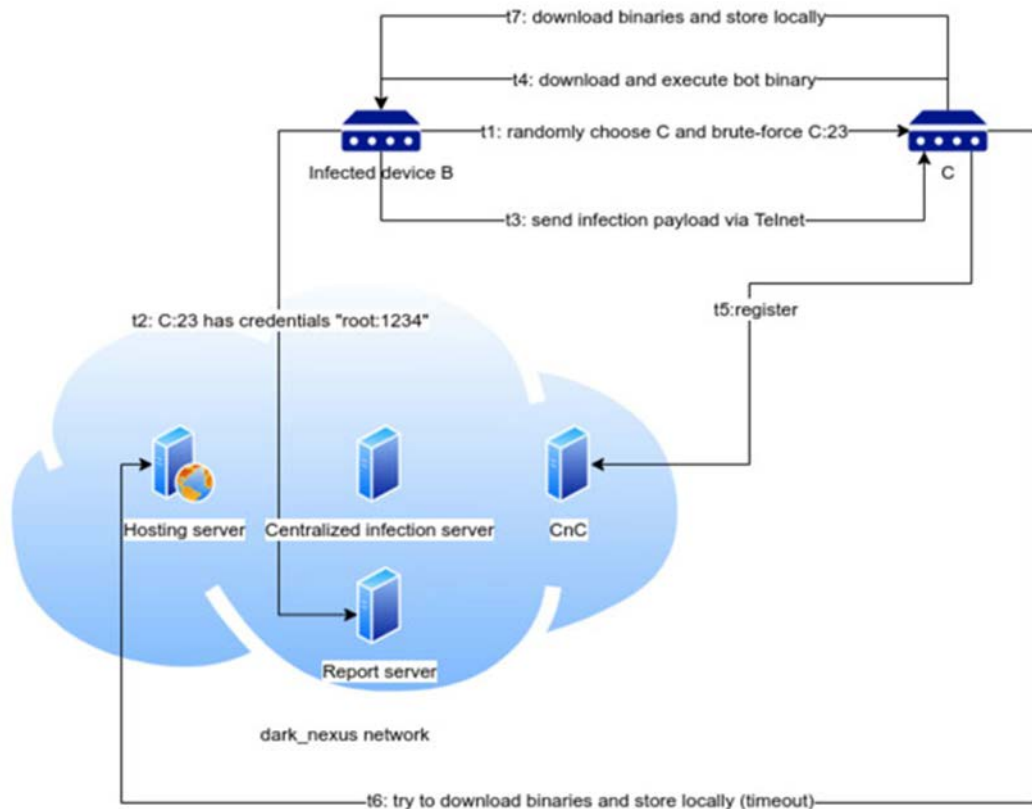 t7: download binaries and store locally
t4: download and execute bot binary
t1: randomly choose C and brute-force C:23
Infected device B
C
t3: send infection payload via Telnet
t5:register
t2: C:23 has credentials "root:1234"
Hosting server
Centralized infection server
CnC
Report server
dark_nexus network
t6: try to download binaries and store locally (timeout)